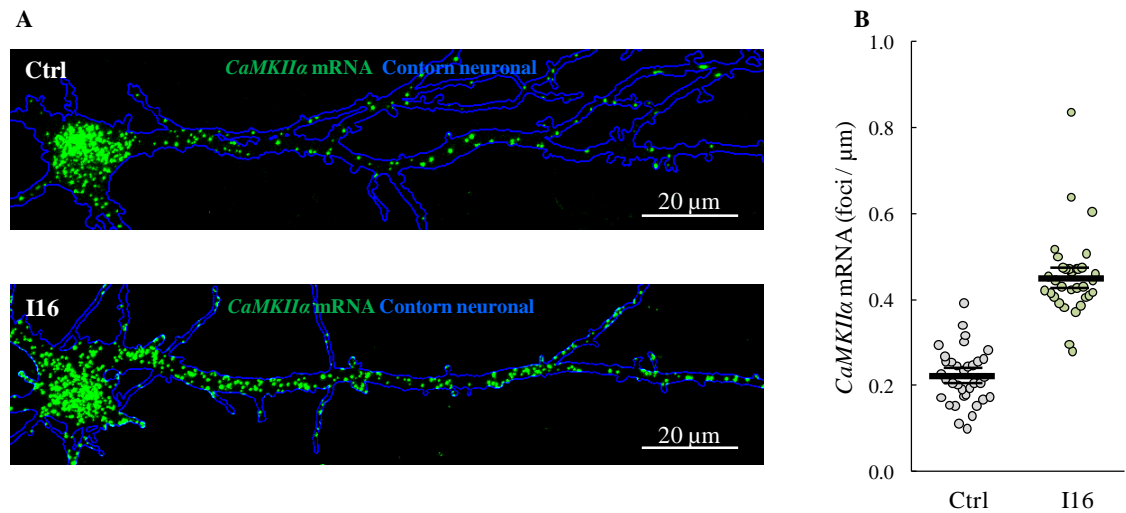 A
Ctrl
CaMKIIα mRNA Contorn neuronal
20 µm
I16
CaMKIIα mRNA Contorn neuronal
20 µm
B
CaMKIIα mRNA (foci / µm)
1.0
0.8
0.6
0.4
0.2
0.0
Ctrl
I16